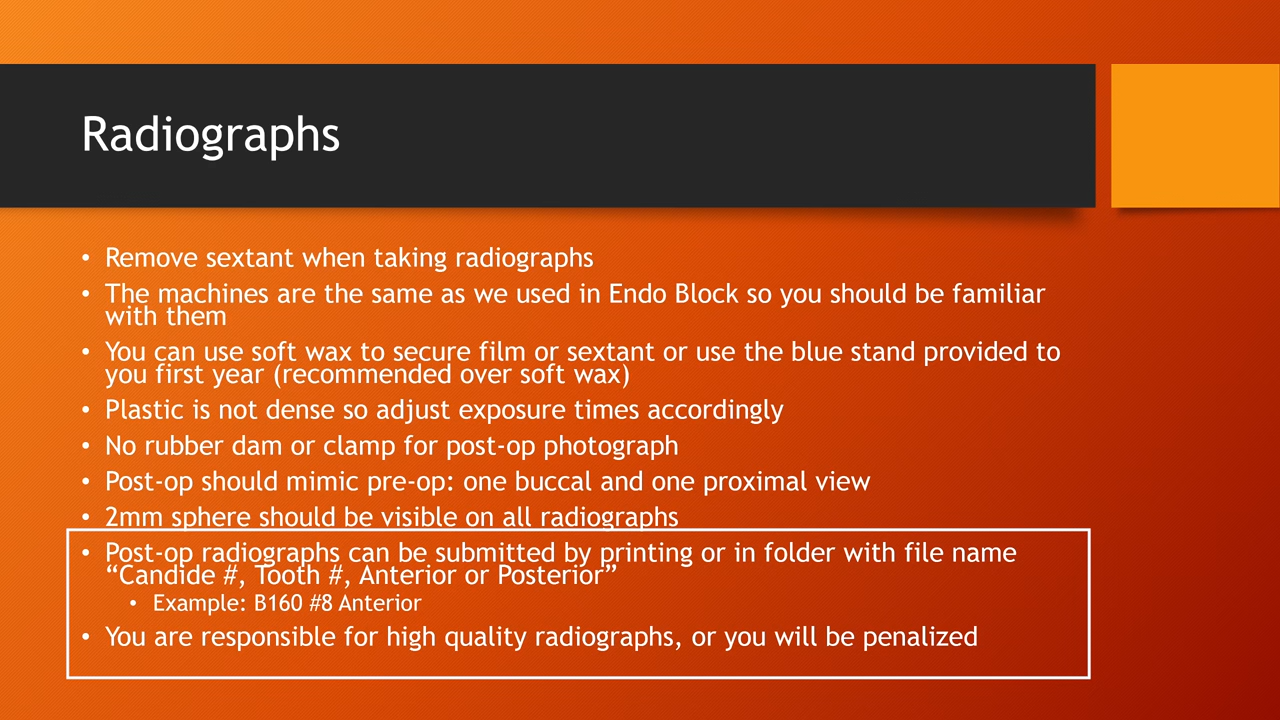 Radiographs
• Remove sextant when taking radiographs
• The machines are the same as we used in Endo Block so you should be familiar
with them
• You can use soft wax to secure film or sextant or use the blue stand provided to
you first year (recommended over soft wax)
• Plastic is not dense so adjust exposure times accordingly
• No rubber dam or clamp for post-op photograph
• Post-op should mimic pre-op: one buccal and one proximal view
• 2mm sphere should be visible on all radiographs
• Post-op radiographs can be submitted by printing or in folder with file name
“Candide #, Tooth #, Anterior or Posterior”
• Example: B160 #8 Anterior
• You are responsible for high quality radiographs, or you will be penalized